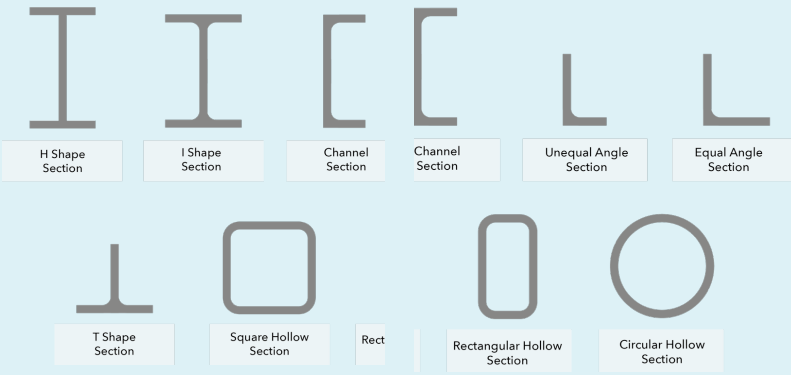 H Shape
Section
I Shape
Section
Channel
Section
Channel
Section
Unequal Angle
Section
Equal Angle
Section
T Shape
Section
Square Hollow
Section
Rect
Rectangular Hollow
Section
Circular Hollow
Section